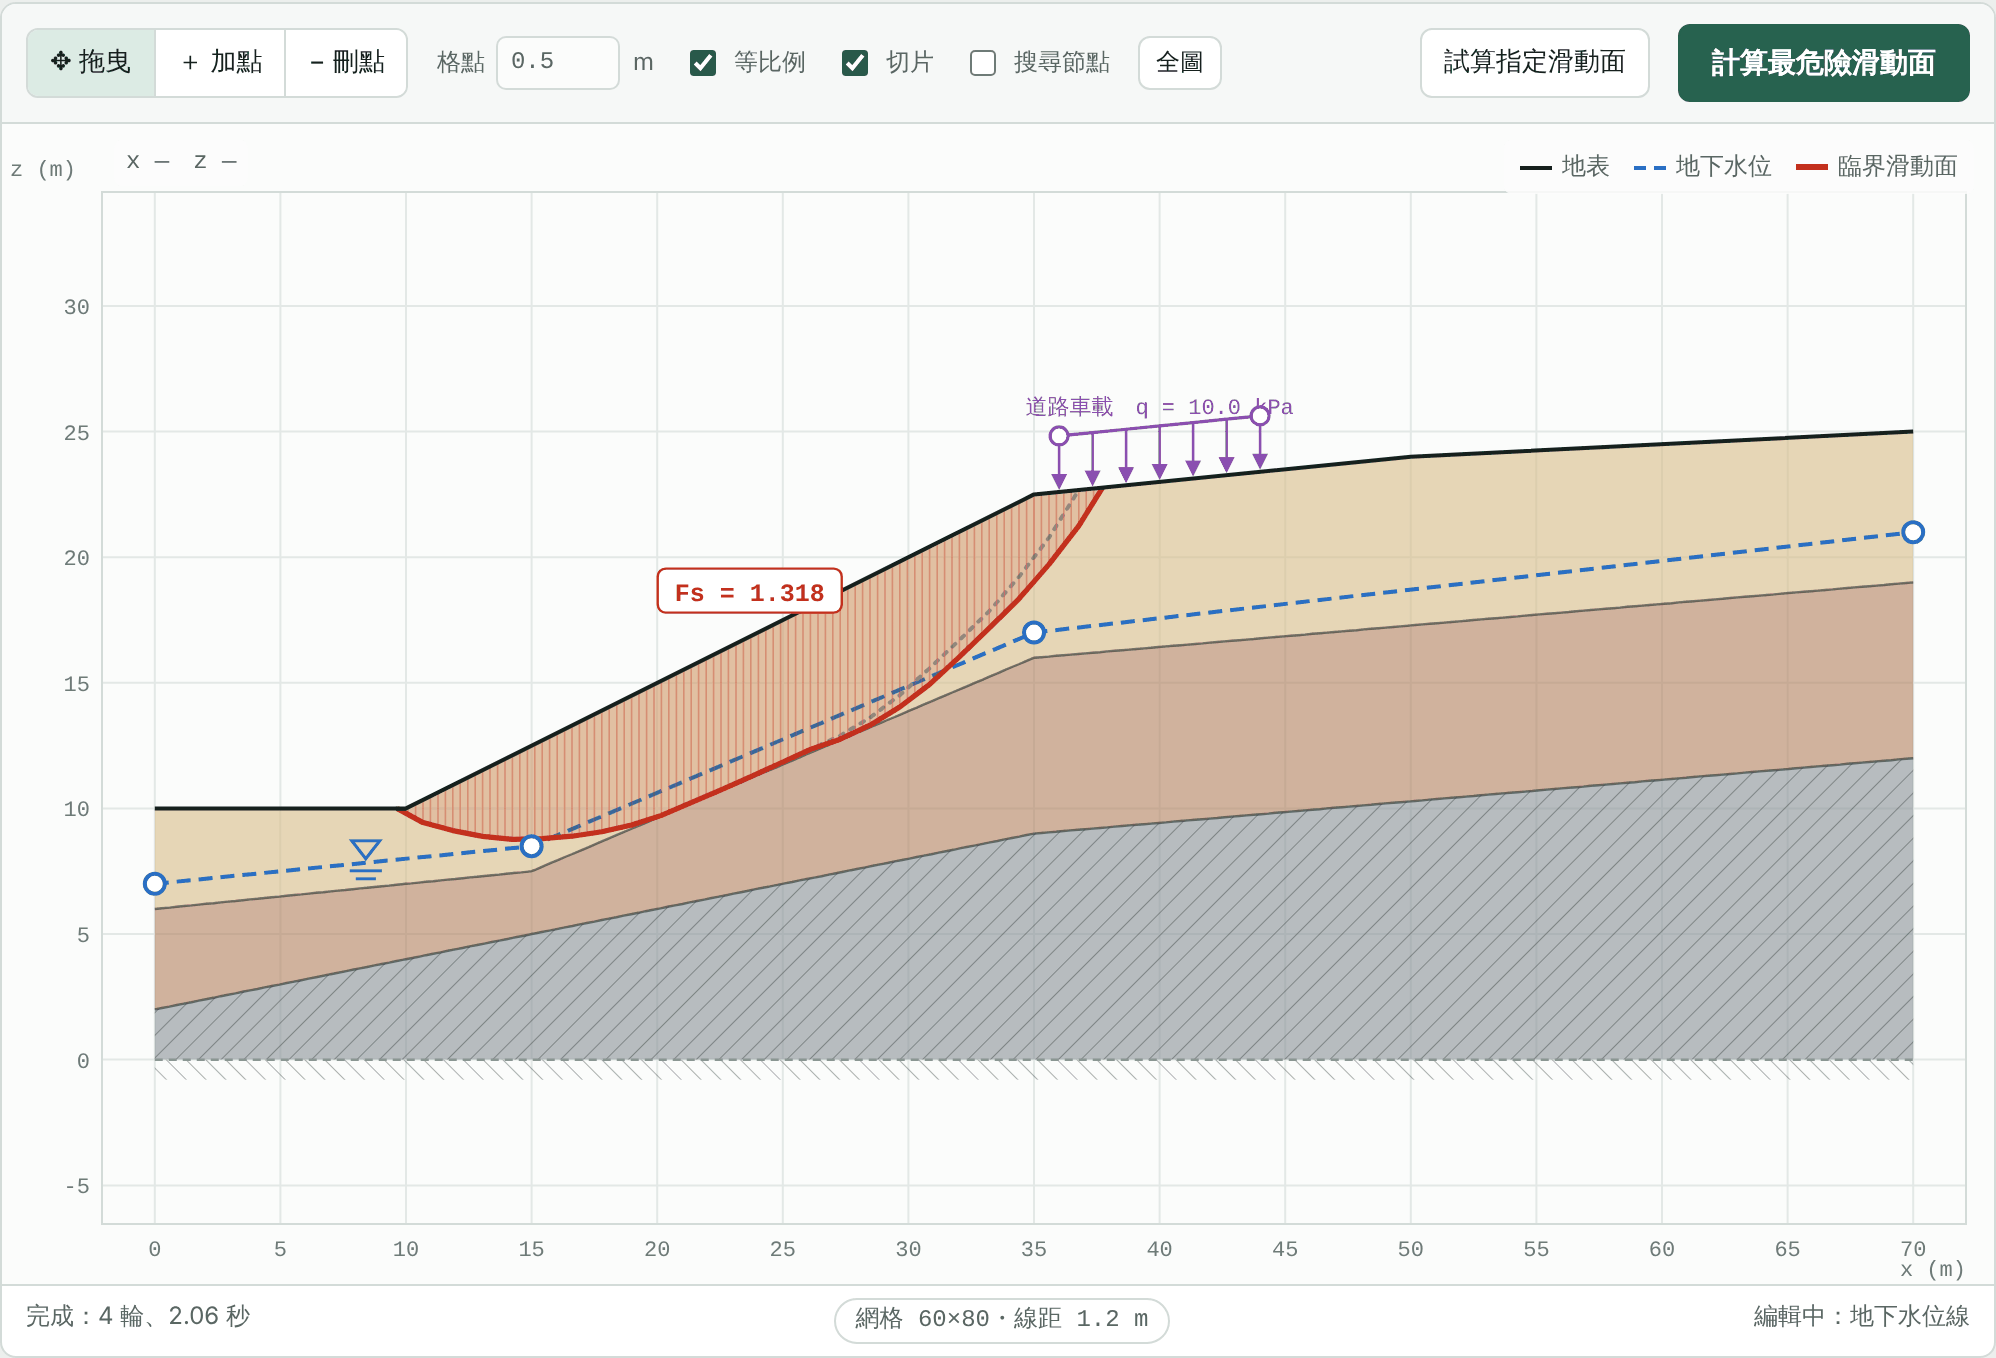 ✥ 拖曳 ＋ 加點 − 刪點 格點 0.5 m 等比例 切片 搜尋節點 全圖 試算指定滑動面 計算最危險滑動面
z (m) x — z — 地表 地下水位 臨界滑動面
30
道路車載 q = 10.0 kPa
25
20
Fs = 1.318
15
10
5
0
-5
0 5 10 15 20 25 30 35 40 45 50 55 60 65 70
x (m)
完成：4 輪、2.06 秒 網格 60×80・線距 1.2 m 編輯中：地下水位線